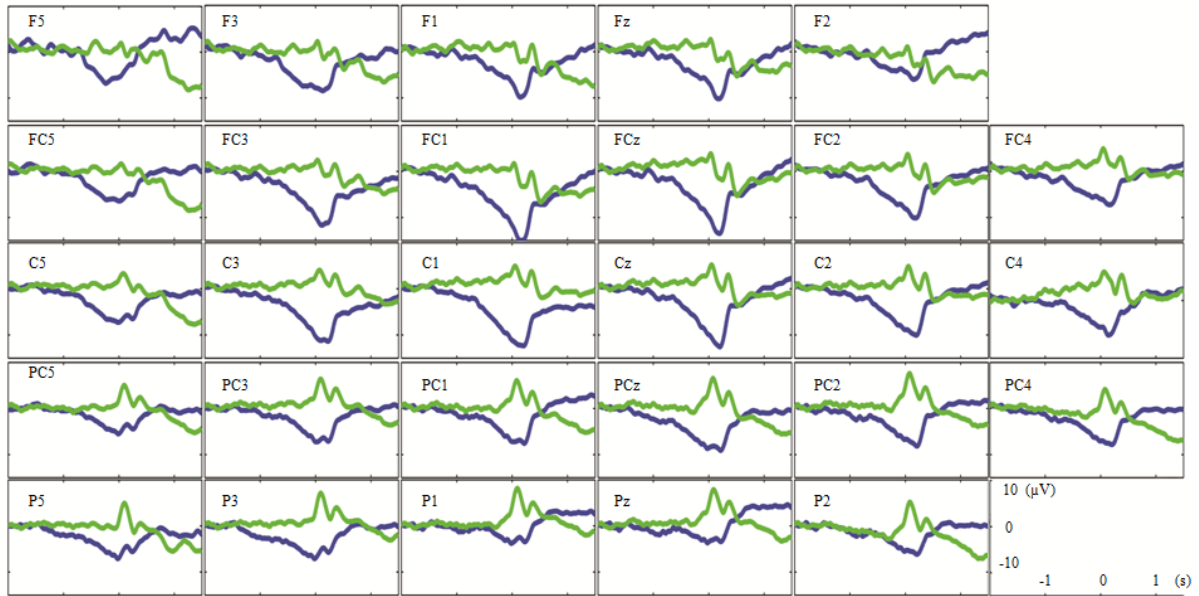 F5 F3 F1 Fz F2
FC5 FC3 FC1 FCz FC2 FC4
C5 C3 C1 Cz C2 C4
PC5 PC3 PC1 PCz PC2 PC4
P5 P3 P1 Pz P2
10 (µV)
0
-10
-1 0 1 (s)